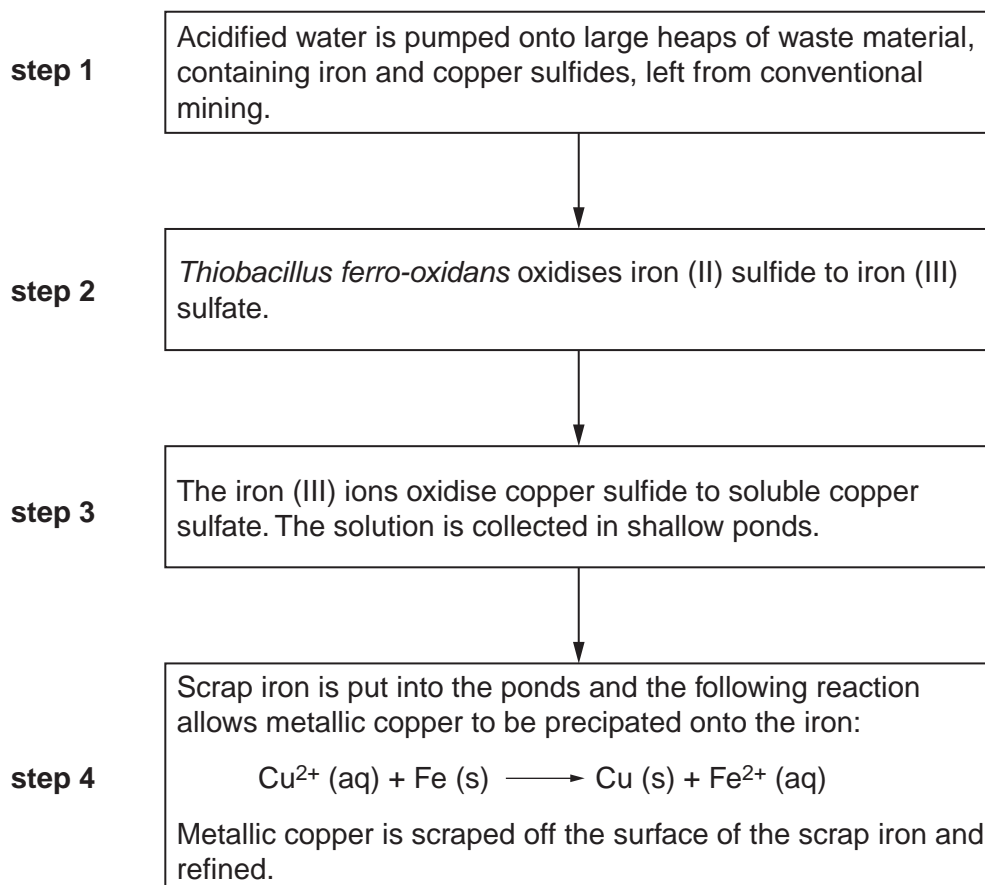 step 1
Acidified water is pumped onto large heaps of waste material,
containing iron and copper sulfides, left from conventional
mining.
step 2
Thiobacillus ferro-oxidans oxidises iron (II) sulfide to iron (III)
sulfate.
step 3
The iron (III) ions oxidise copper sulfide to soluble copper
sulfate. The solution is collected in shallow ponds.
step 4
Scrap iron is put into the ponds and the following reaction
allows metallic copper to be precipated onto the iron:
Cu²⁺ (aq) + Fe (s) ⟶ Cu (s) + Fe²⁺ (aq)
Metallic copper is scraped off the surface of the scrap iron and
refined.